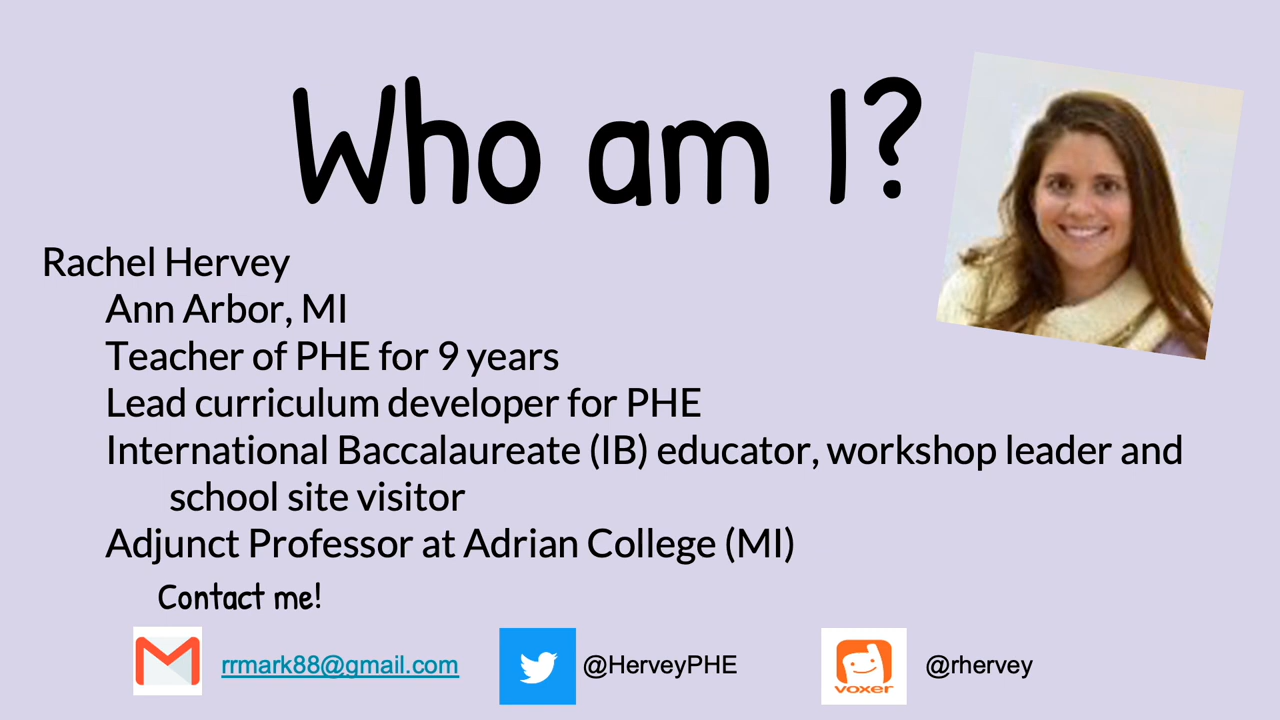 Who am I?
Rachel Hervey
Ann Arbor, MI
Teacher of PHE for 9 years
Lead curriculum developer for PHE
International Baccalaureate (IB) educator, workshop leader and
school site visitor
Adjunct Professor at Adrian College (MI)
Contact me!
rrmark88@gmail.com
@HerveyPHE
voxer
@rhervey